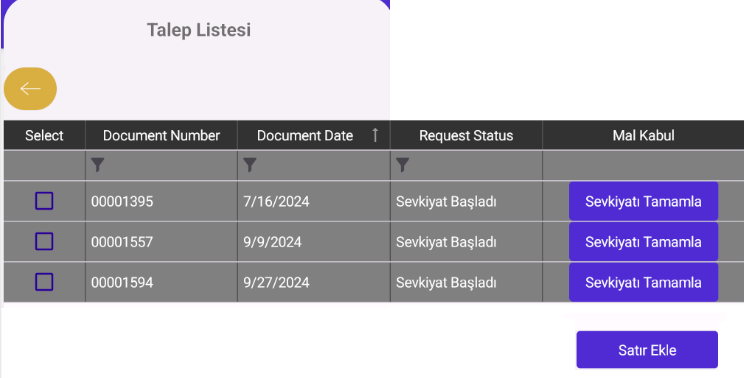 Talep Listesi
Select Document Number Document Date Request Status Mal Kabul
00001395 7/16/2024 Sevkiyat Başladı Sevkiyatı Tamamla
00001557 9/9/2024 Sevkiyat Başladı Sevkiyatı Tamamla
00001594 9/27/2024 Sevkiyat Başladı Sevkiyatı Tamamla
Satır Ekle